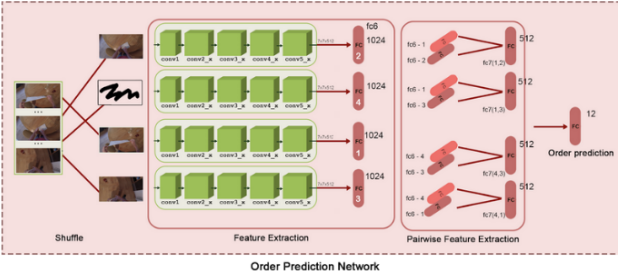 fc6
1024
conv1 conv2_x conv3_x conv4_x conv5_x
FC
2
1024
conv1 conv2_x conv3_x conv4_x conv5_x
FC
4
1024
conv1 conv2_x conv3_x conv4_x conv5_x
FC
1
1024
conv1 conv2_x conv3_x conv4_x conv5_x
FC
3
Shuffle
Feature Extraction
fc6 - 1
fc6 - 2
FC
512
fc7(1,2)
fc6 - 1
fc6 - 3
FC
512
fc7(1,3)
fc6 - 4
fc6 - 3
FC
512
fc7(4,3)
fc6 - 4
fc6 - 1
FC
512
fc7(4,1)
Pairwise Feature Extraction
12
FC
Order prediction
Order Prediction Network